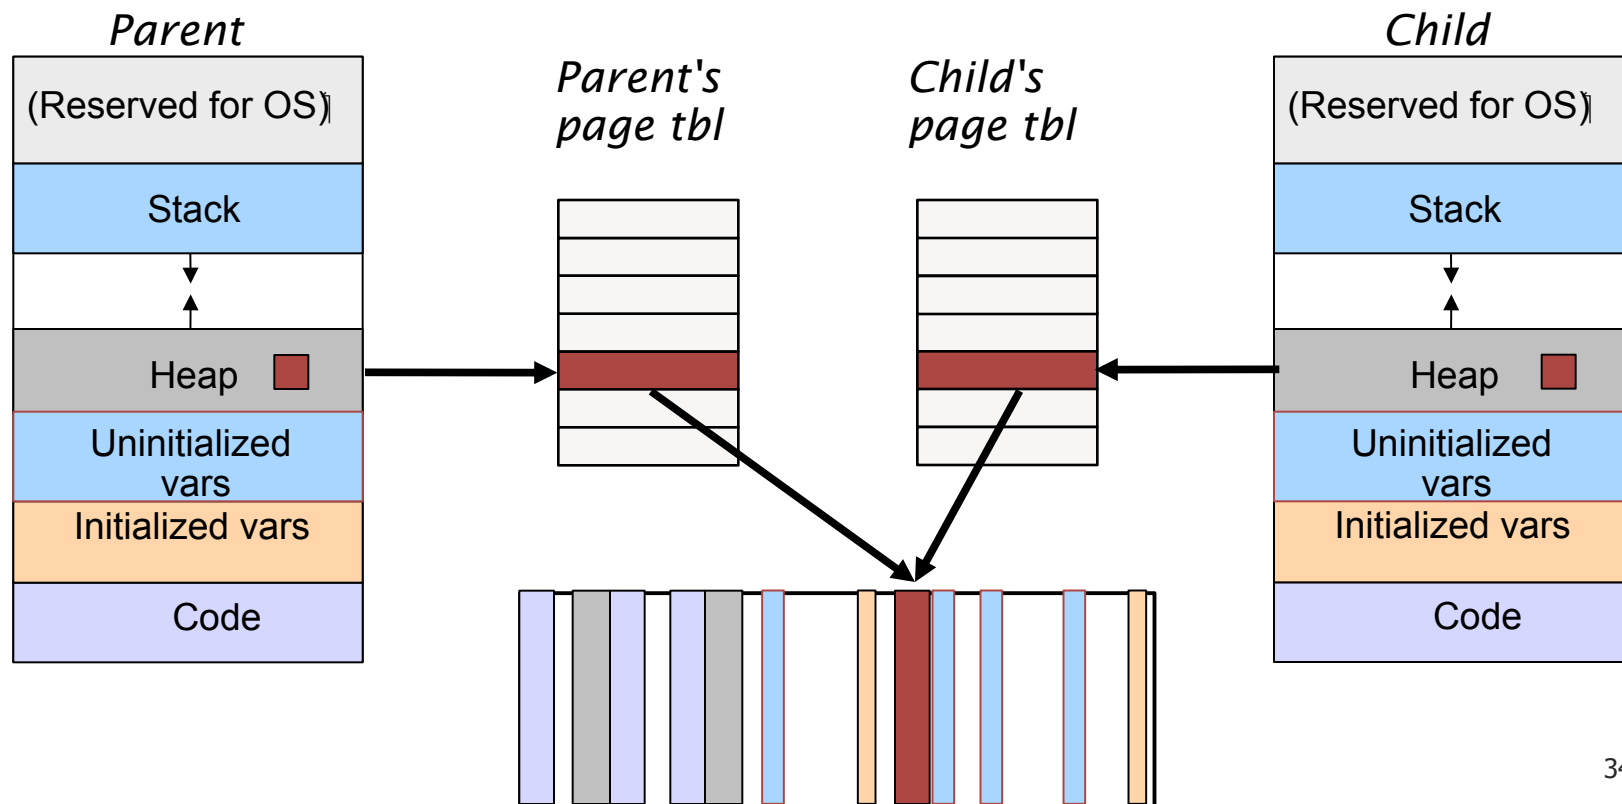 Parent
Child
Parent's
page tbl
Child's
page tbl
(Reserved for OS)
Stack
Heap
Uninitialized
vars
Initialized vars
Code
(Reserved for OS)
Stack
Heap
Uninitialized
vars
Initialized vars
Code
34